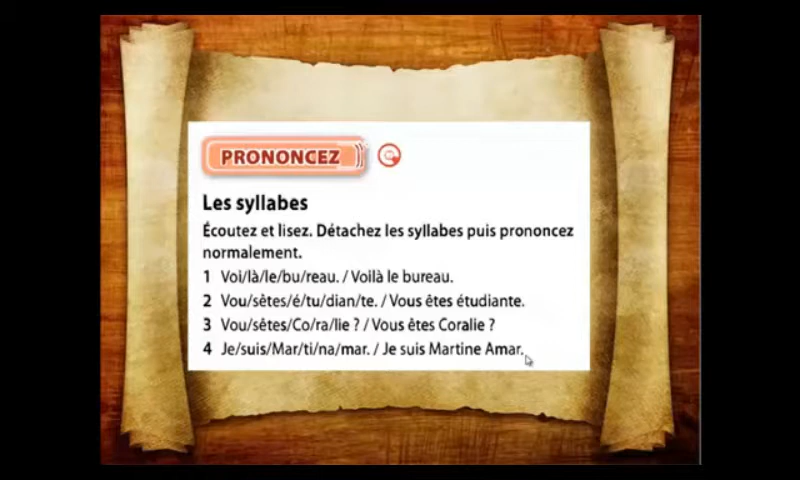 PRONONCEZ
Les syllabes
Écoutez et lisez. Détachez les syllabes puis prononcez
normalement.
1 Voi/là/le/bu/reau. / Voilà le bureau.
2 Vou/sêtes/é/tu/dian/te. / Vous êtes étudiante.
3 Vou/sêtes/Co/ra/lie ? / Vous êtes Coralie ?
4 Je/suis/Mar/ti/na/mar. / Je suis Martine Amar.